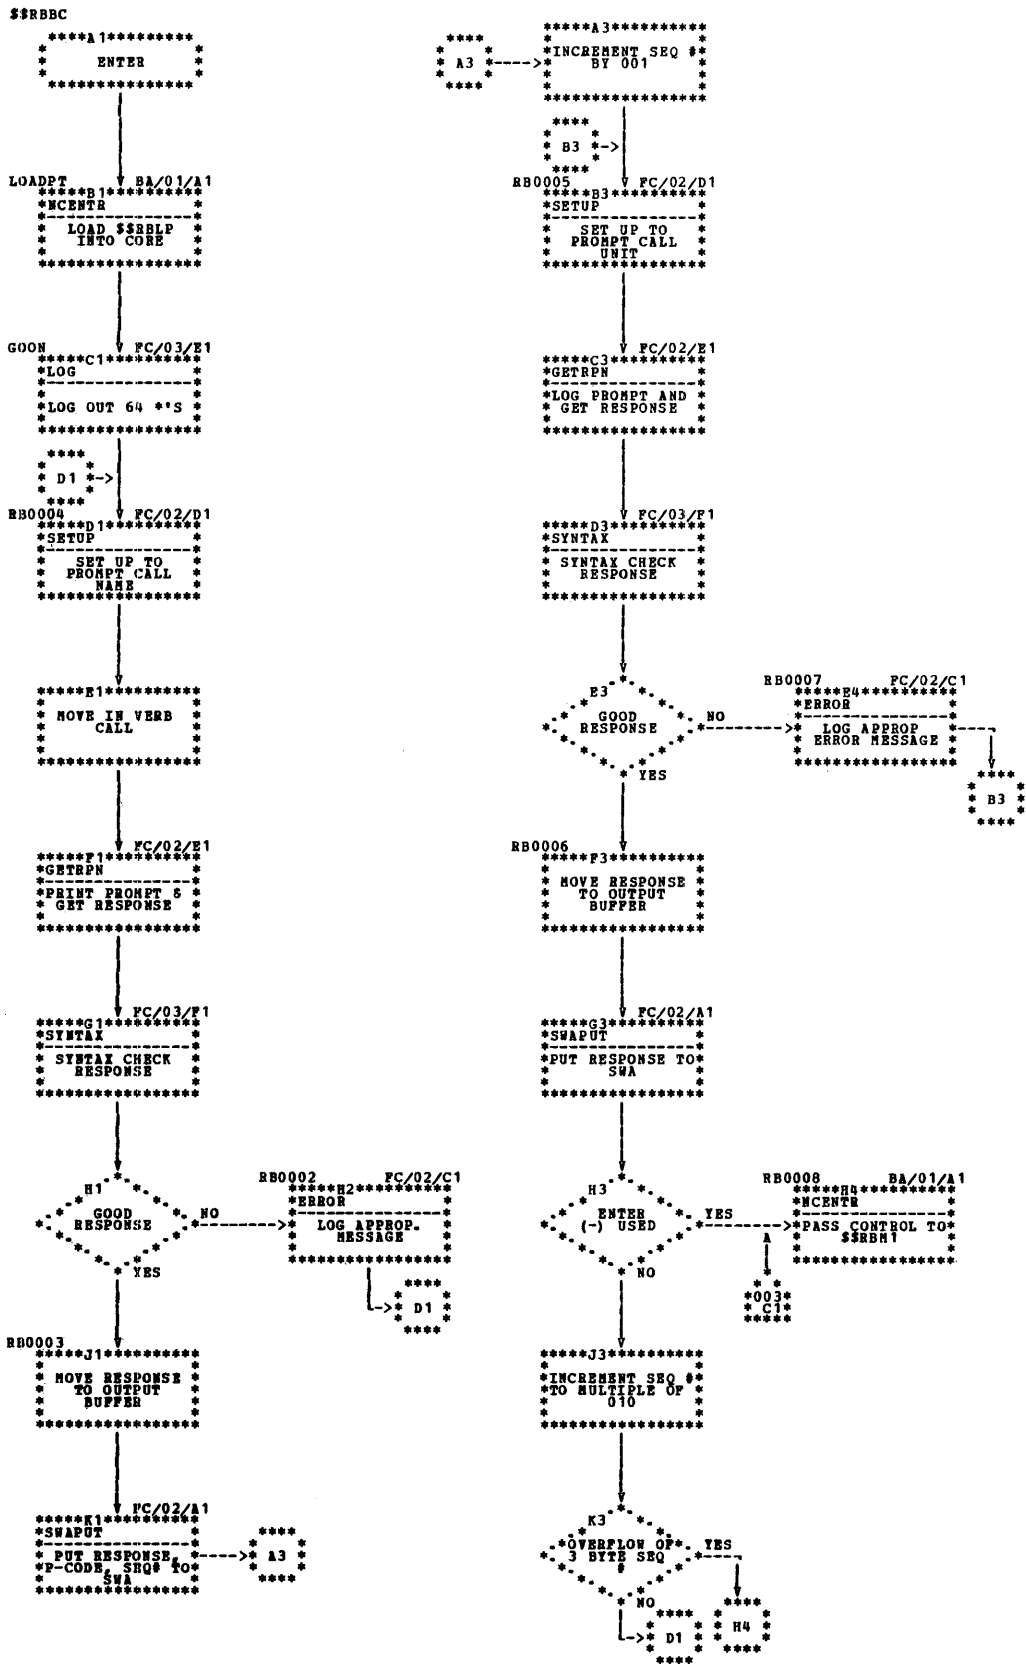 $$RBBC
A1
ENTER
LOADPT BA/01/A1
B1
NCENTR
LOAD $$RBLP
INTO CORE
GOON FC/03/E1
C1
LOG
LOG OUT 64 *'S
D1
RB0004 FC/02/D1
D1
SETUP
SET UP TO
PROMPT CALL
NAME
E1
MOVE IN VERB
CALL
FC/02/E1
F1
GETRPN
PRINT PROMPT &
GET RESPONSE
FC/03/F1
G1
SYNTAX
SYNTAX CHECK
RESPONSE
H1
GOOD
RESPONSE
NO
YES
RB0002 FC/02/C1
H2
ERROR
LOG APPROP.
MESSAGE
D1
RB0003
J1
MOVE RESPONSE
TO OUTPUT
BUFFER
FC/02/A1
K1
SWAPUT
PUT RESPONSE,
P-CODE, SEQ# TO
SWA
A3
A3
A3
INCREMENT SEQ #
BY 001
B3
RB0005 FC/02/D1
B3
SETUP
SET UP TO
PROMPT CALL
UNIT
FC/02/E1
C3
GETRPN
LOG PROMPT AND
GET RESPONSE
FC/03/F1
D3
SYNTAX
SYNTAX CHECK
RESPONSE
E3
GOOD
RESPONSE
NO
YES
RB0007 FC/02/C1
E4
ERROR
LOG APPROP
ERROR MESSAGE
B3
RB0006
F3
MOVE RESPONSE
TO OUTPUT
BUFFER
FC/02/A1
G3
SWAPUT
PUT RESPONSE TO
SWA
H3
ENTER
(-) USED
YES
NO
RB0008 BA/01/A1
H4
NCENTR
PASS CONTROL TO
$$RBM1
003
C1
J3
INCREMENT SEQ #
TO MULTIPLE OF
010
K3
OVERFLOW OF
3 BYTE SEQ
#
YES
NO
H4
D1